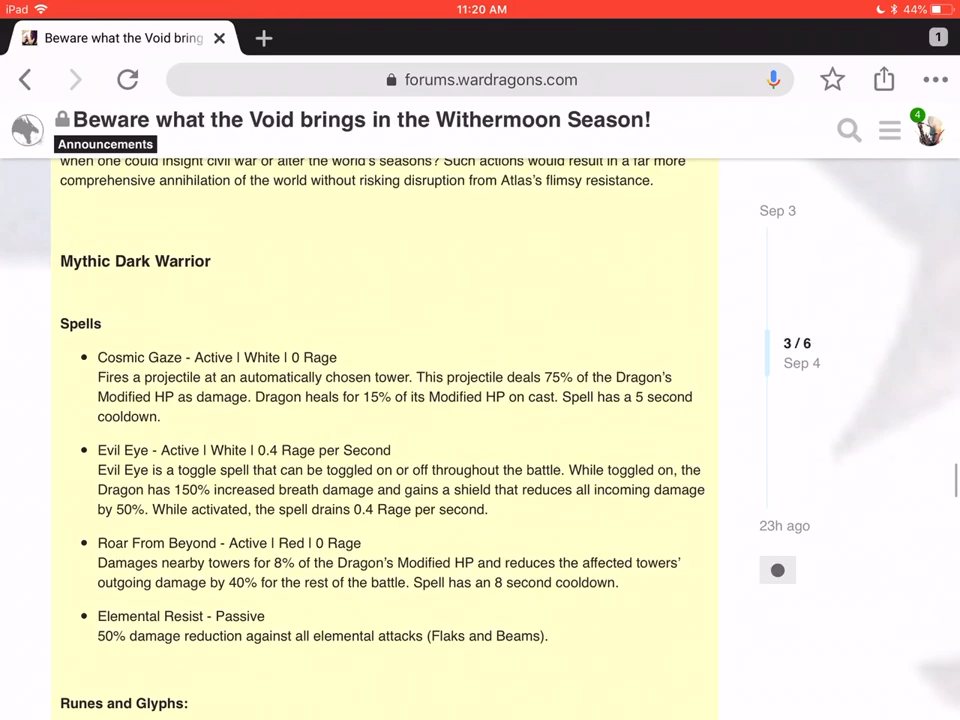 iPad 11:20 AM 44%
Beware what the Void bring
1
forums.wardragons.com
Beware what the Void brings in the Withermoon Season!
4
Announcements
when one could insight civil war or alter the world's seasons? Such actions would result in a far more
comprehensive annihilation of the world without risking disruption from Atlas's flimsy resistance.
Sep 3
Mythic Dark Warrior
Spells
• Cosmic Gaze - Active | White | 0 Rage
Fires a projectile at an automatically chosen tower. This projectile deals 75% of the Dragon's
Modified HP as damage. Dragon heals for 15% of its Modified HP on cast. Spell has a 5 second
cooldown.
3 / 6
Sep 4
• Evil Eye - Active | White | 0.4 Rage per Second
Evil Eye is a toggle spell that can be toggled on or off throughout the battle. While toggled on, the
Dragon has 150% increased breath damage and gains a shield that reduces all incoming damage
by 50%. While activated, the spell drains 0.4 Rage per second.
23h ago
• Roar From Beyond - Active | Red | 0 Rage
Damages nearby towers for 8% of the Dragon's Modified HP and reduces the affected towers'
outgoing damage by 40% for the rest of the battle. Spell has an 8 second cooldown.
• Elemental Resist - Passive
50% damage reduction against all elemental attacks (Flaks and Beams).
Runes and Glyphs: